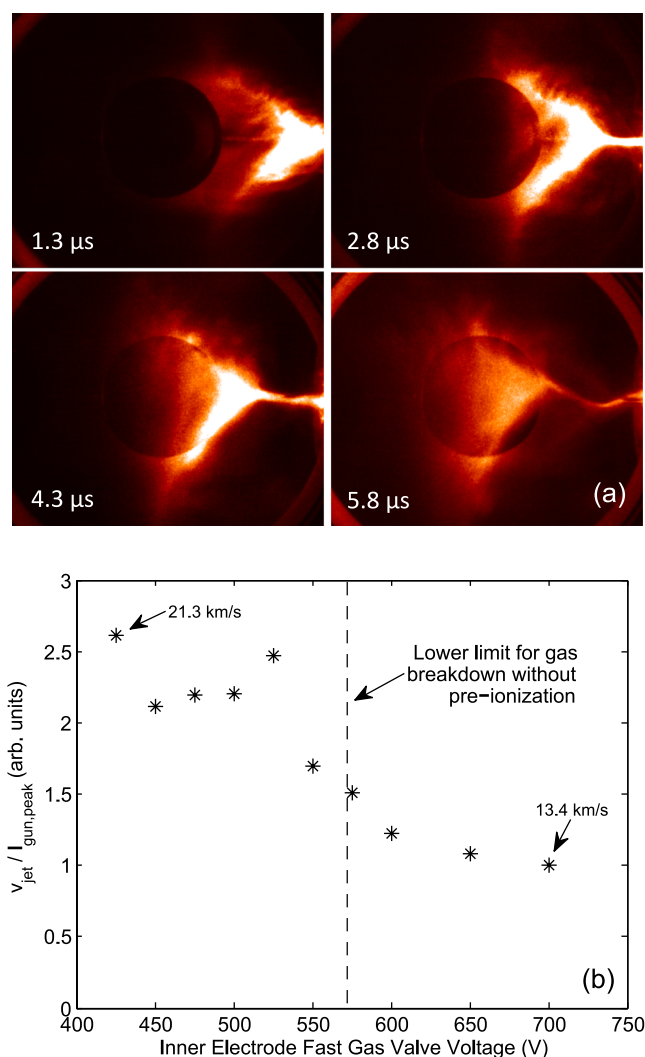 1.3 µs
2.8 µs
4.3 µs
5.8 µs
(a)
3
2.5
2
1.5
1
0.5
0
v_jet / I_gun,peak (arb. units)
21.3 km/s
Lower limit for gas
breakdown without
pre−ionization
13.4 km/s
(b)
400 450 500 550 600 650 700 750
Inner Electrode Fast Gas Valve Voltage (V)